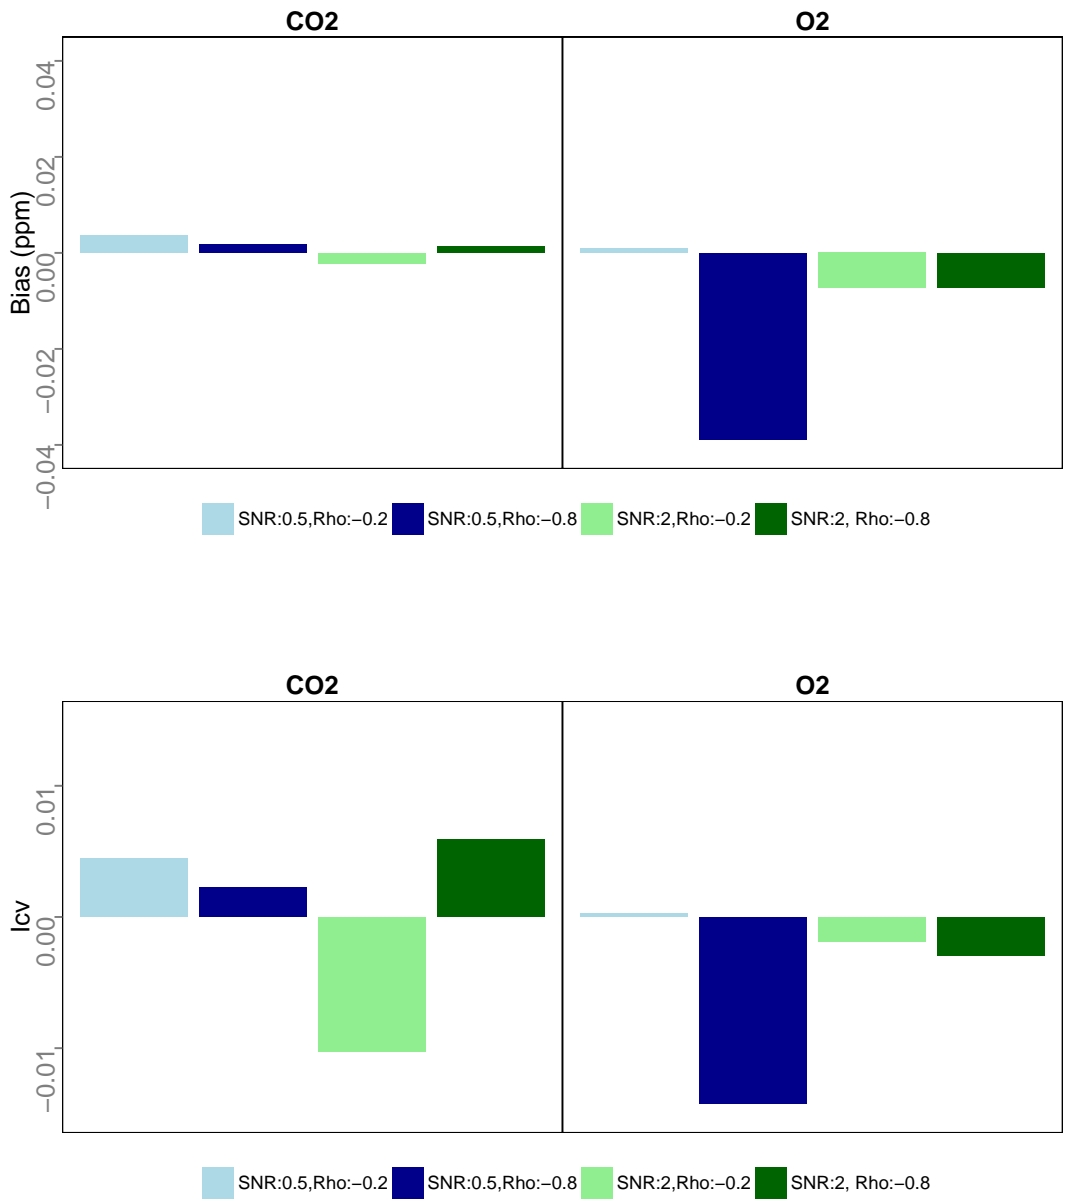 CO2 O2
Bias (ppm)
0.04
0.02
0.00
−0.02
−0.04
SNR:0.5,Rho:−0.2 SNR:0.5,Rho:−0.8 SNR:2,Rho:−0.2 SNR:2, Rho:−0.8
CO2 O2
Icv
0.01
0.00
−0.01
SNR:0.5,Rho:−0.2 SNR:0.5,Rho:−0.8 SNR:2,Rho:−0.2 SNR:2, Rho:−0.8